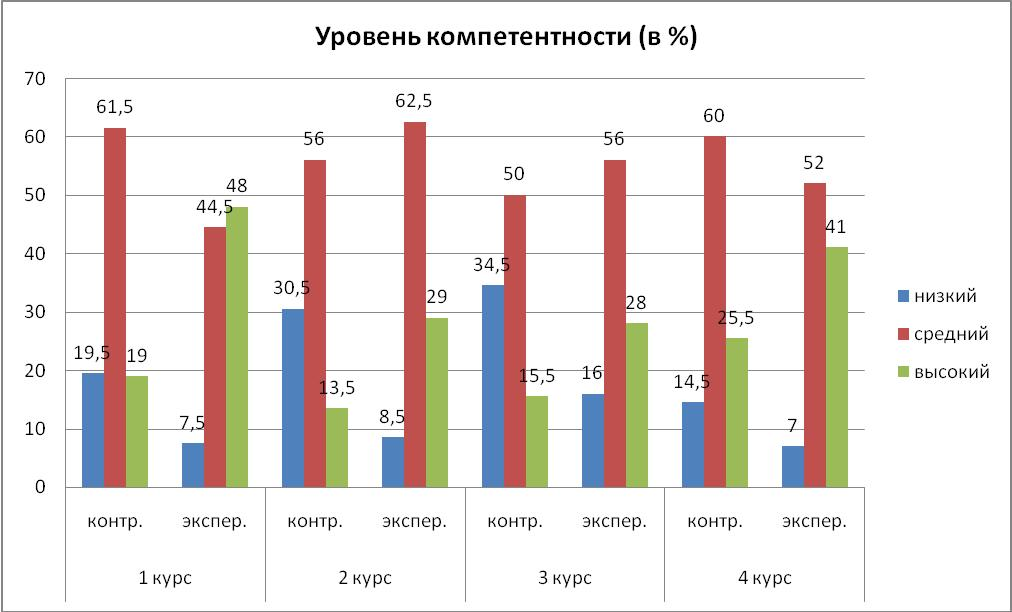 Уровень компетентности (в %)
70
60
50
40
30
20
10
0
19,5 61,5 19
7,5 44,5 48
30,5 56 13,5
8,5 62,5 29
34,5 50 15,5
16 56 28
14,5 60 25,5
7 52 41
контр. экспер. контр. экспер. контр. экспер. контр. экспер.
1 курс 2 курс 3 курс 4 курс
низкий
средний
высокий